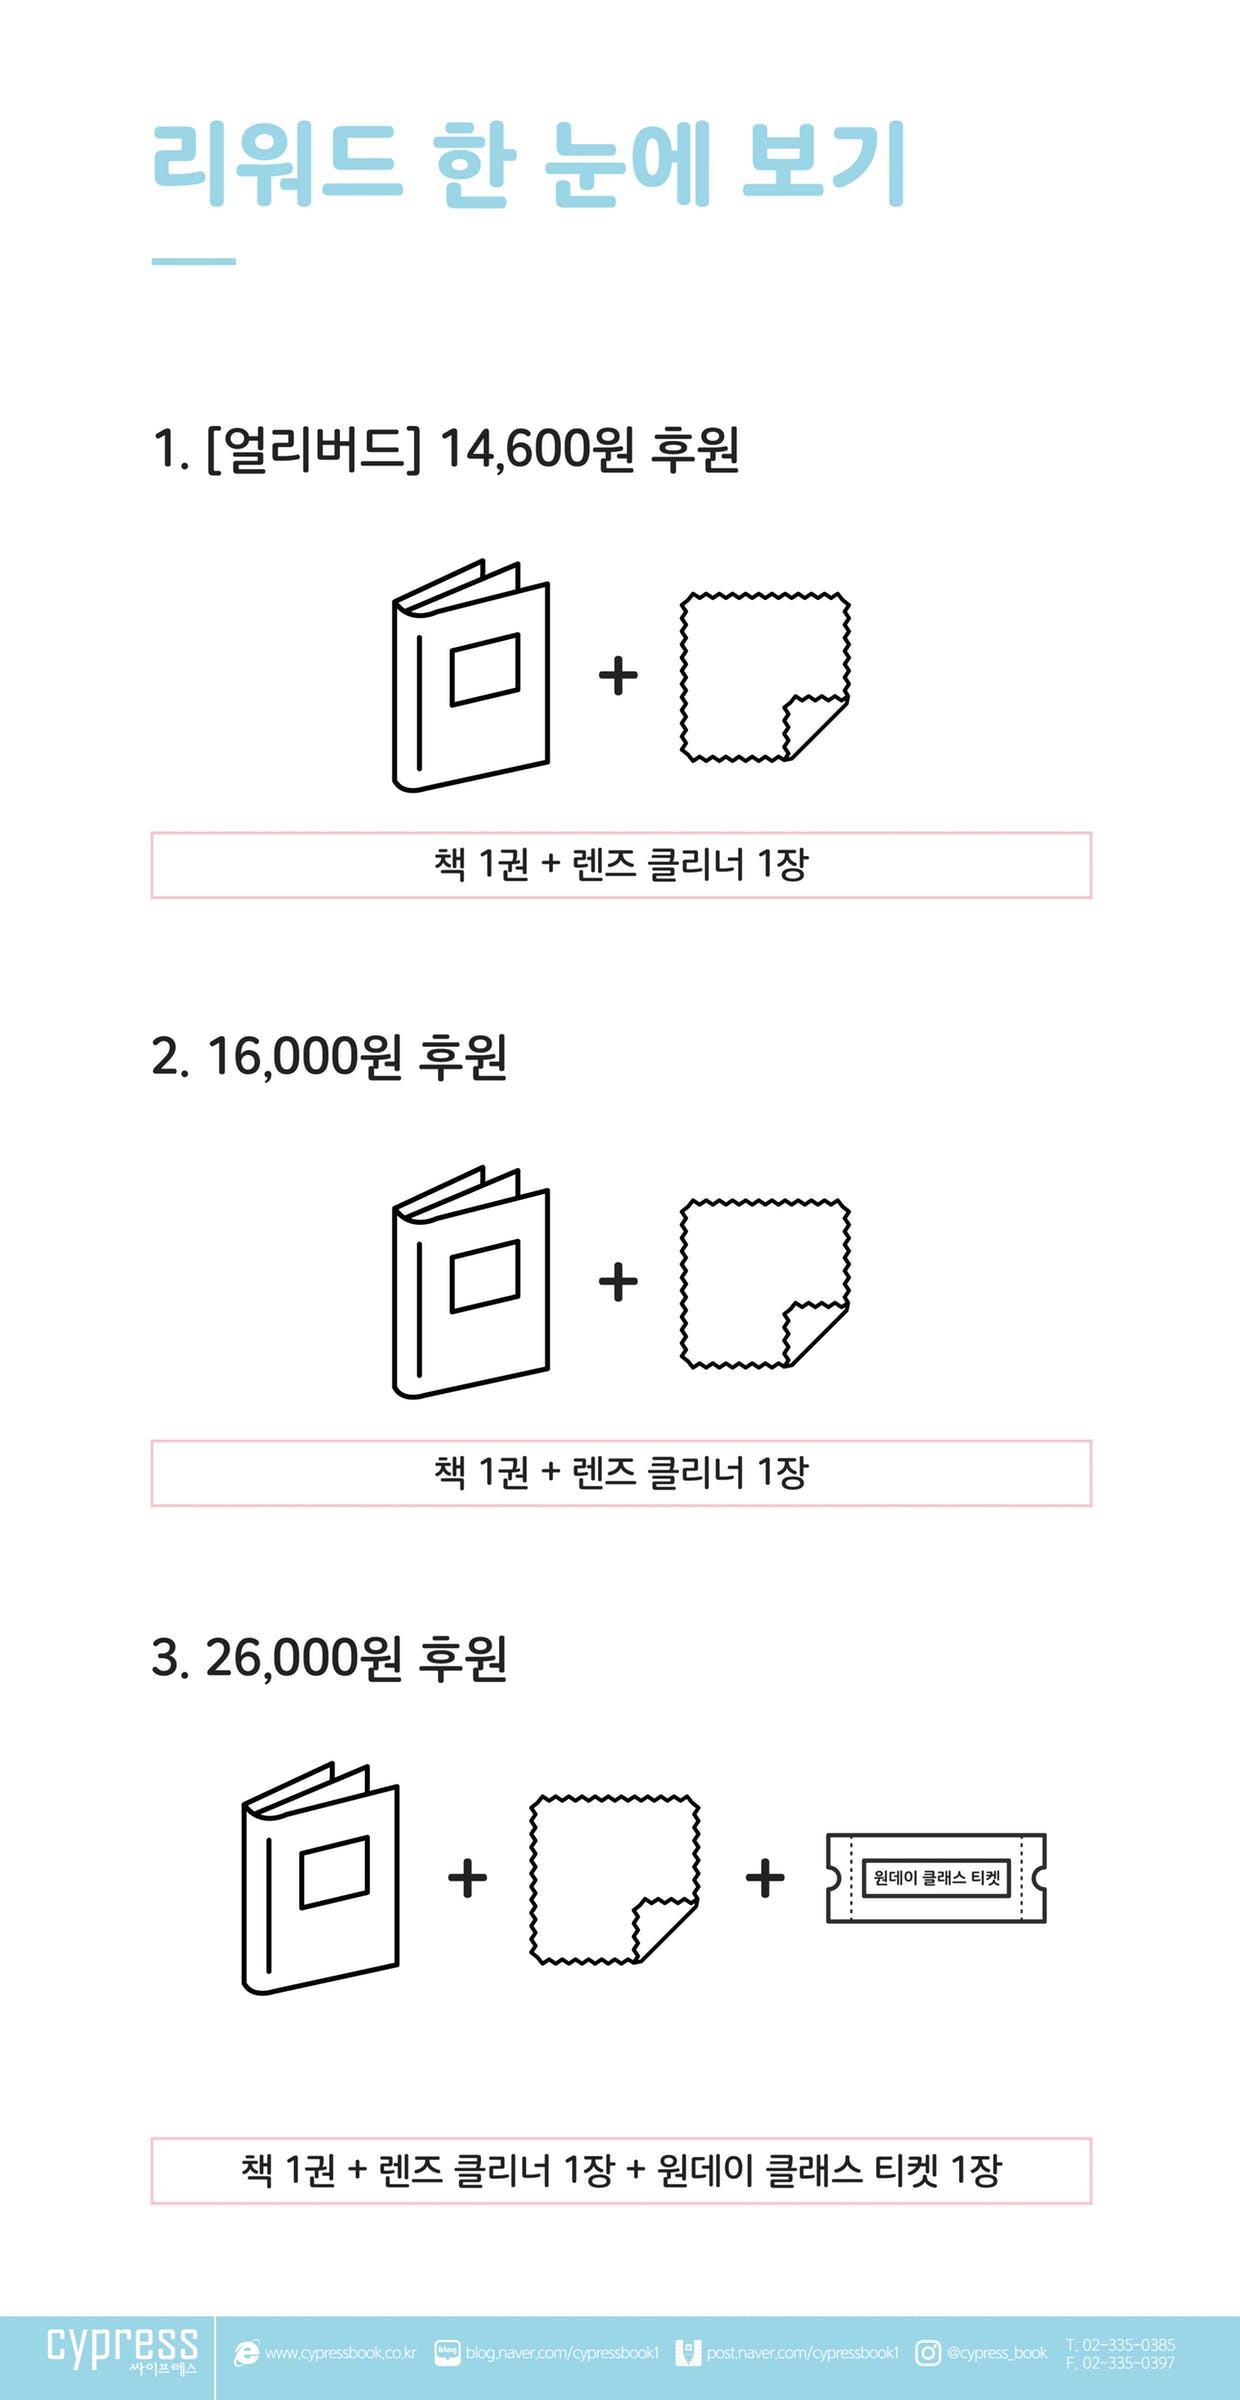 리워드 한 눈에 보기
1. [얼리버드] 14,600원 후원
책 1권 + 렌즈 클리너 1장
2. 16,000원 후원
책 1권 + 렌즈 클리너 1장
3. 26,000원 후원
원데이 클래스 티켓
책 1권 + 렌즈 클리너 1장 + 원데이 클래스 티켓 1장
cypress
싸이프레스
www.cypressbook.co.kr
blog
blog.naver.com/cypressbook1
post.naver.com/cypressbook1
@cypress_book
T. 02-335-0385
F. 02-335-0397